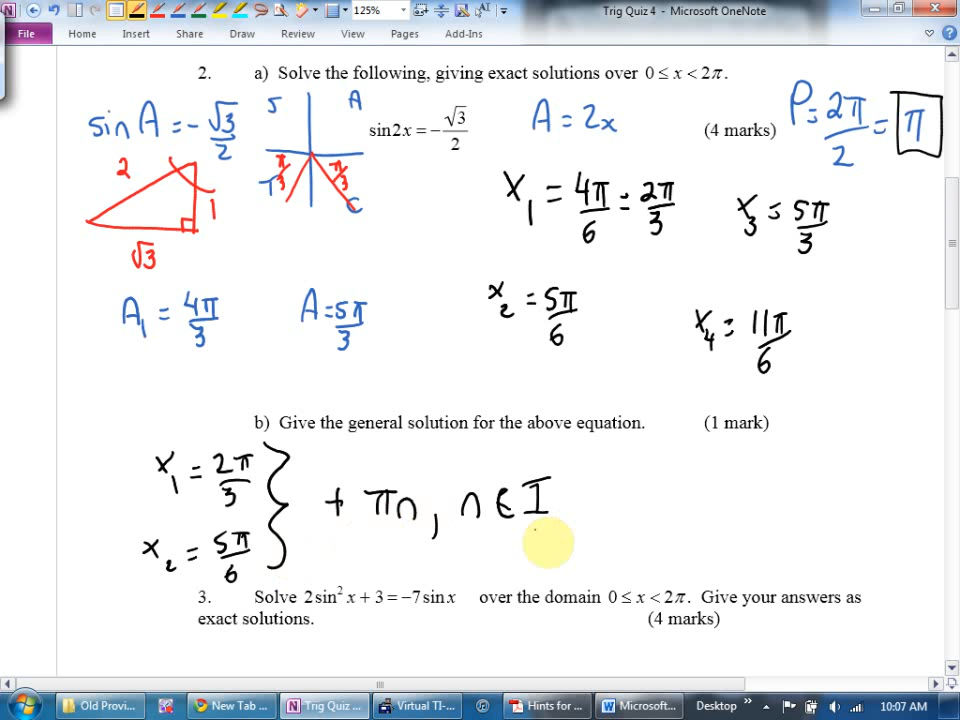 125%
Trig Quiz 4 - Microsoft OneNote
File Home Insert Share Draw Review View Pages Add-Ins
2. a) Solve the following, giving exact solutions over 0 ≤ x < 2π.
sin A = -√3/2
S A
T C
π/3 π/3
sin 2x = -√3/2
A = 2x
(4 marks)
P = 2π/2 = π
2
1
√3
x₁ = 4π/6 = 2π/3
x₃ = 5π/3
A₁ = 4π/3
A = 5π/3
x₂ = 5π/6
x₄ = 11π/6
b) Give the general solution for the above equation. (1 mark)
x₁ = 2π/3
x₂ = 5π/6
} + πn, n ∈ I
3. Solve 2sin²x + 3 = -7sin x over the domain 0 ≤ x < 2π. Give your answers as
exact solutions. (4 marks)
Old Provi... New Tab ... Trig Quiz ... Virtual TI-... Hints for ... Microsoft ... Desktop » 10:07 AM